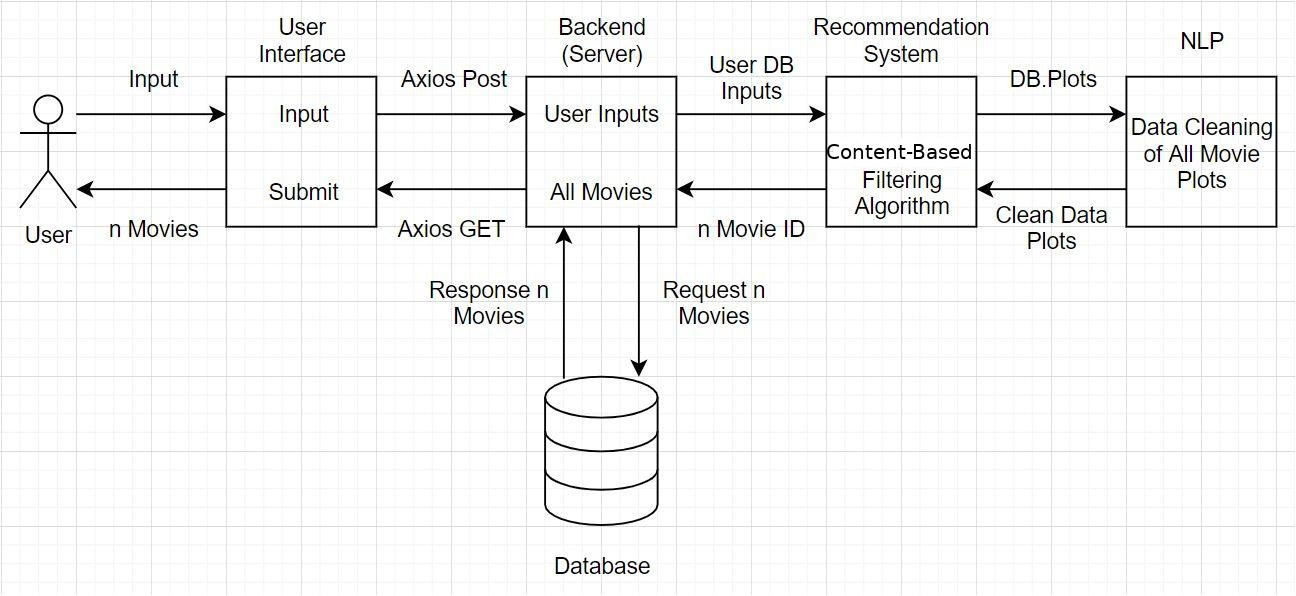 User
Interface
Backend
(Server)
Recommendation
System
NLP
Input
Axios Post
User DB
Inputs
DB.Plots
Input
User Inputs
Data Cleaning
of All Movie
Plots
Content-Based
Filtering
Algorithm
Submit
All Movies
User
n Movies
Axios GET
n Movie ID
Clean Data
Plots
Response n
Movies
Request n
Movies
Database